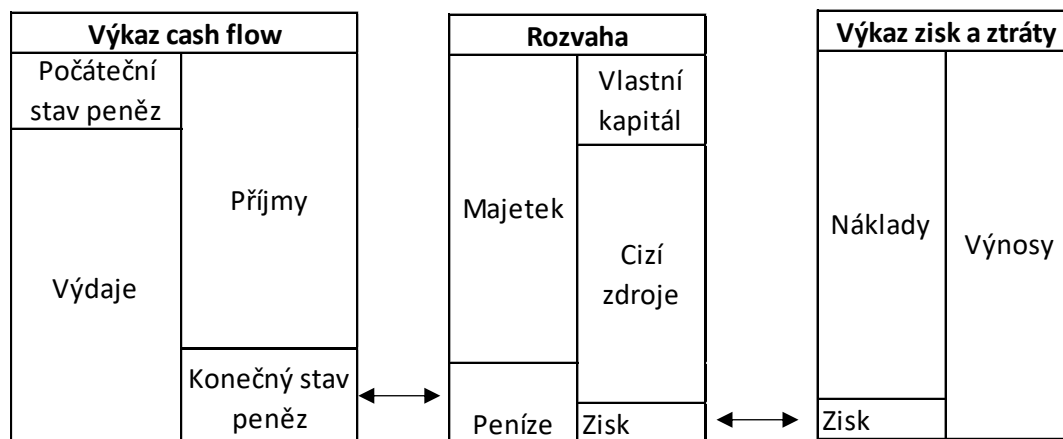 Výkaz cash flow
Počáteční
stav peněz
Výdaje
Příjmy
Konečný stav
peněz
Rozvaha
Majetek
Peníze
Vlastní
kapitál
Cizí
zdroje
Zisk
Výkaz zisk a ztráty
Náklady
Zisk
Výnosy